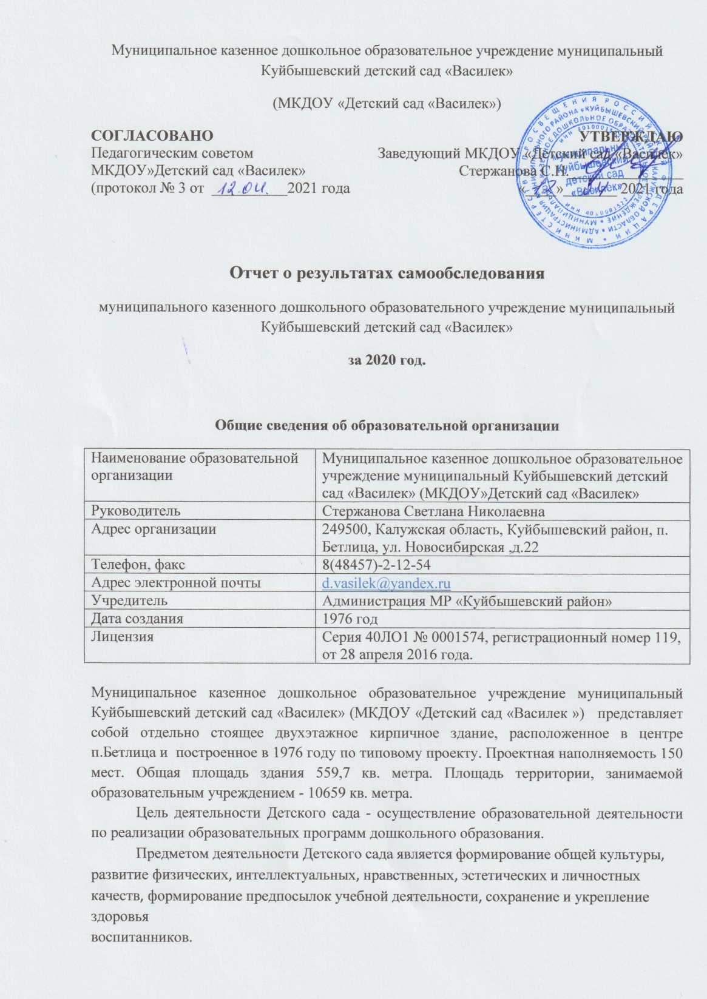 Муниципальное казенное дошкольное образовательное учреждение муниципальный
Куйбышевский детский сад «Василек»
(МКДОУ «Детский сад «Василек»)
СОГЛАСОВАНО
Педагогическим советом
МКДОУ»Детский сад «Василек»
(протокол № 3 от 12.04. 2021 года
УТВЕРЖДАЮ
Заведующий МКДОУ «Детский сад «Василек»
Стержанова С.Н.
«12» 04 2021 года
муниципальный
Куйбышевский
детский сад
«Василек»
Отчет о результатах самообследования
муниципального казенного дошкольного образовательного учреждение муниципальный
Куйбышевский детский сад «Василек»
за 2020 год.
Общие сведения об образовательной организации
Наименование образовательной
организации
Муниципальное казенное дошкольное образовательное
учреждение муниципальный Куйбышевский детский
сад «Василек» (МКДОУ»Детский сад «Василек»
Руководитель
Стержанова Светлана Николаевна
Адрес организации
249500, Калужская область, Куйбышевский район, п.
Бетлица, ул. Новосибирская ,д.22
Телефон, факс
8(48457)-2-12-54
Адрес электронной почты
d.vasilek@yandex.ru
Учредитель
Администрация МР «Куйбышевский район»
Дата создания
1976 год
Лицензия
Серия 40ЛО1 № 0001574, регистрационный номер 119,
от 28 апреля 2016 года.
Муниципальное казенное дошкольное образовательное учреждение муниципальный
Куйбышевский детский сад «Василек» (МКДОУ «Детский сад «Василек ») представляет
собой отдельно стоящее двухэтажное кирпичное здание, расположенное в центре
п.Бетлица и построенное в 1976 году по типовому проекту. Проектная наполняемость 150
мест. Общая площадь здания 559,7 кв. метра. Площадь территории, занимаемой
образовательным учреждением - 10659 кв. метра.
Цель деятельности Детского сада - осуществление образовательной деятельности
по реализации образовательных программ дошкольного образования.
Предметом деятельности Детского сада является формирование общей культуры,
развитие физических, интеллектуальных, нравственных, эстетических и личностных
качеств, формирование предпосылок учебной деятельности, сохранение и укрепление
здоровья
воспитанников.